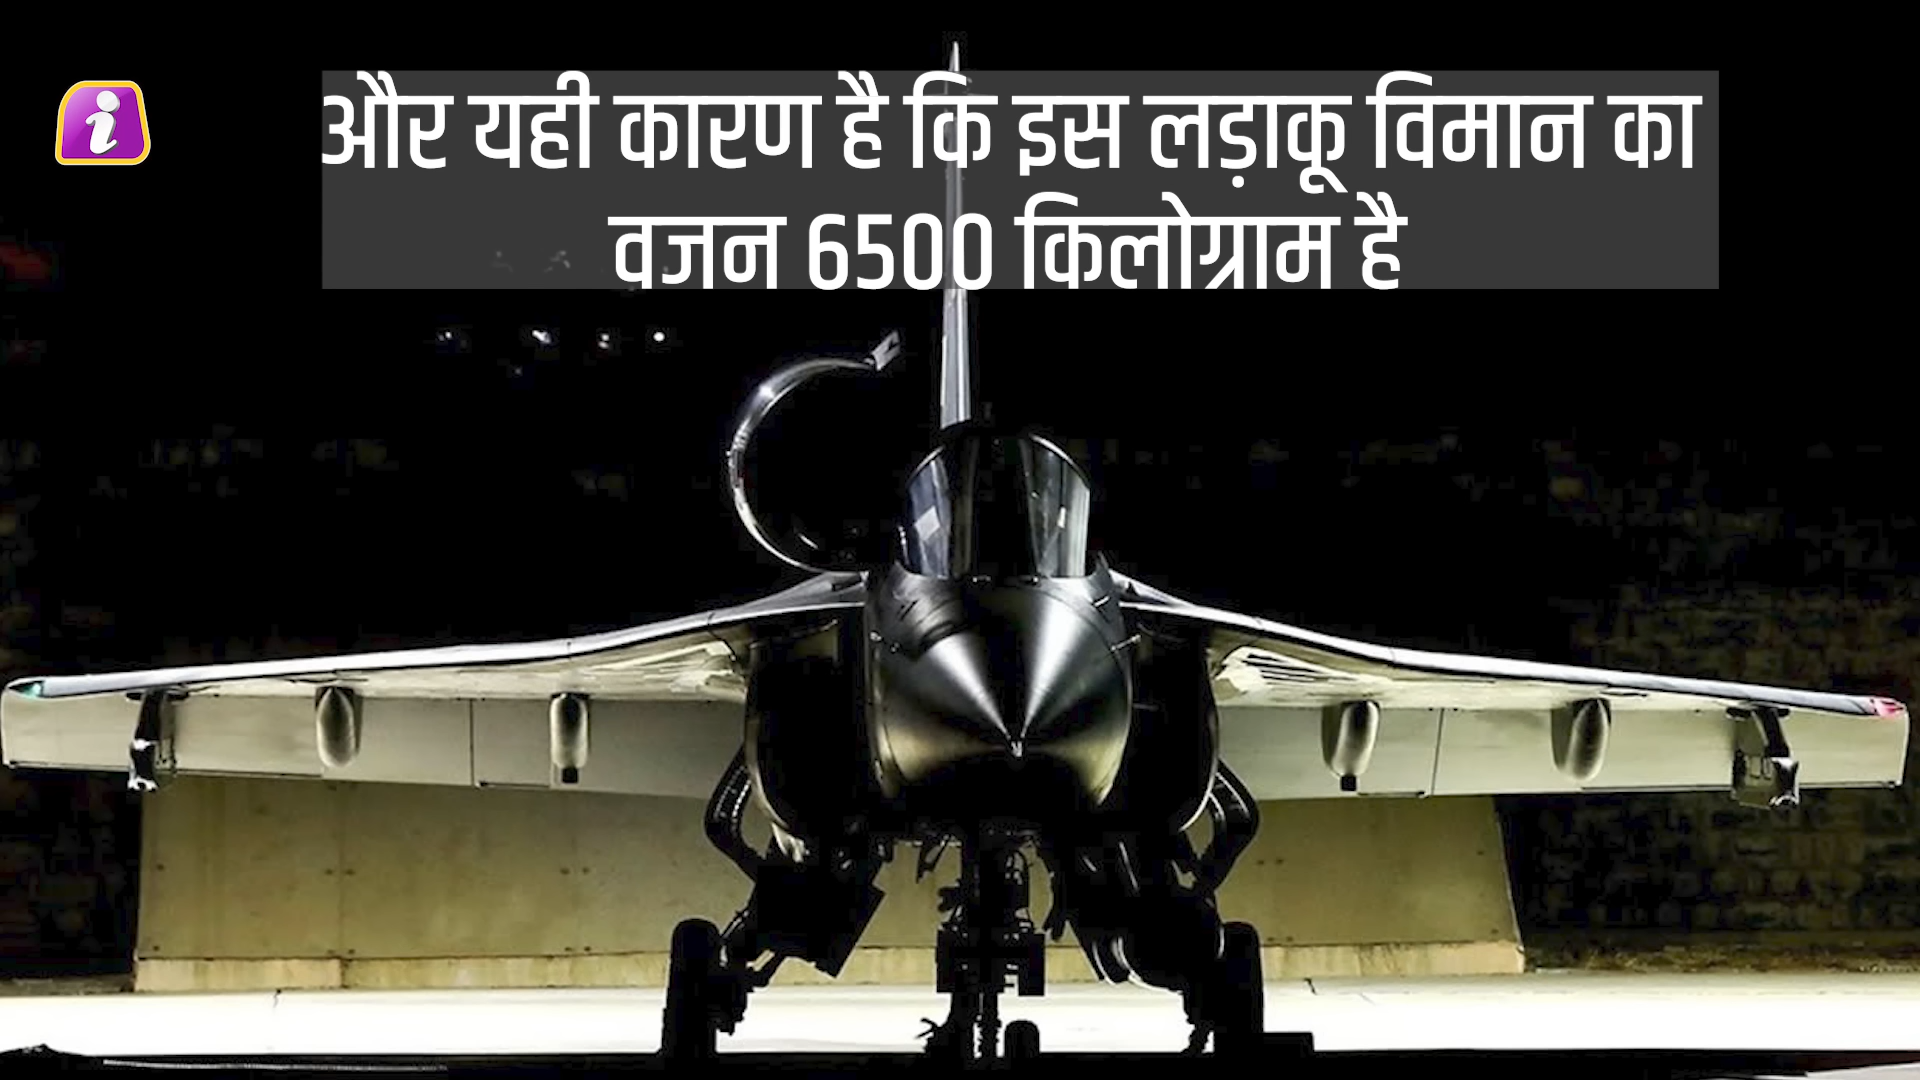 और यही कारण है कि इस लड़ाकू विमान का
वजन 6500 किलोग्राम है